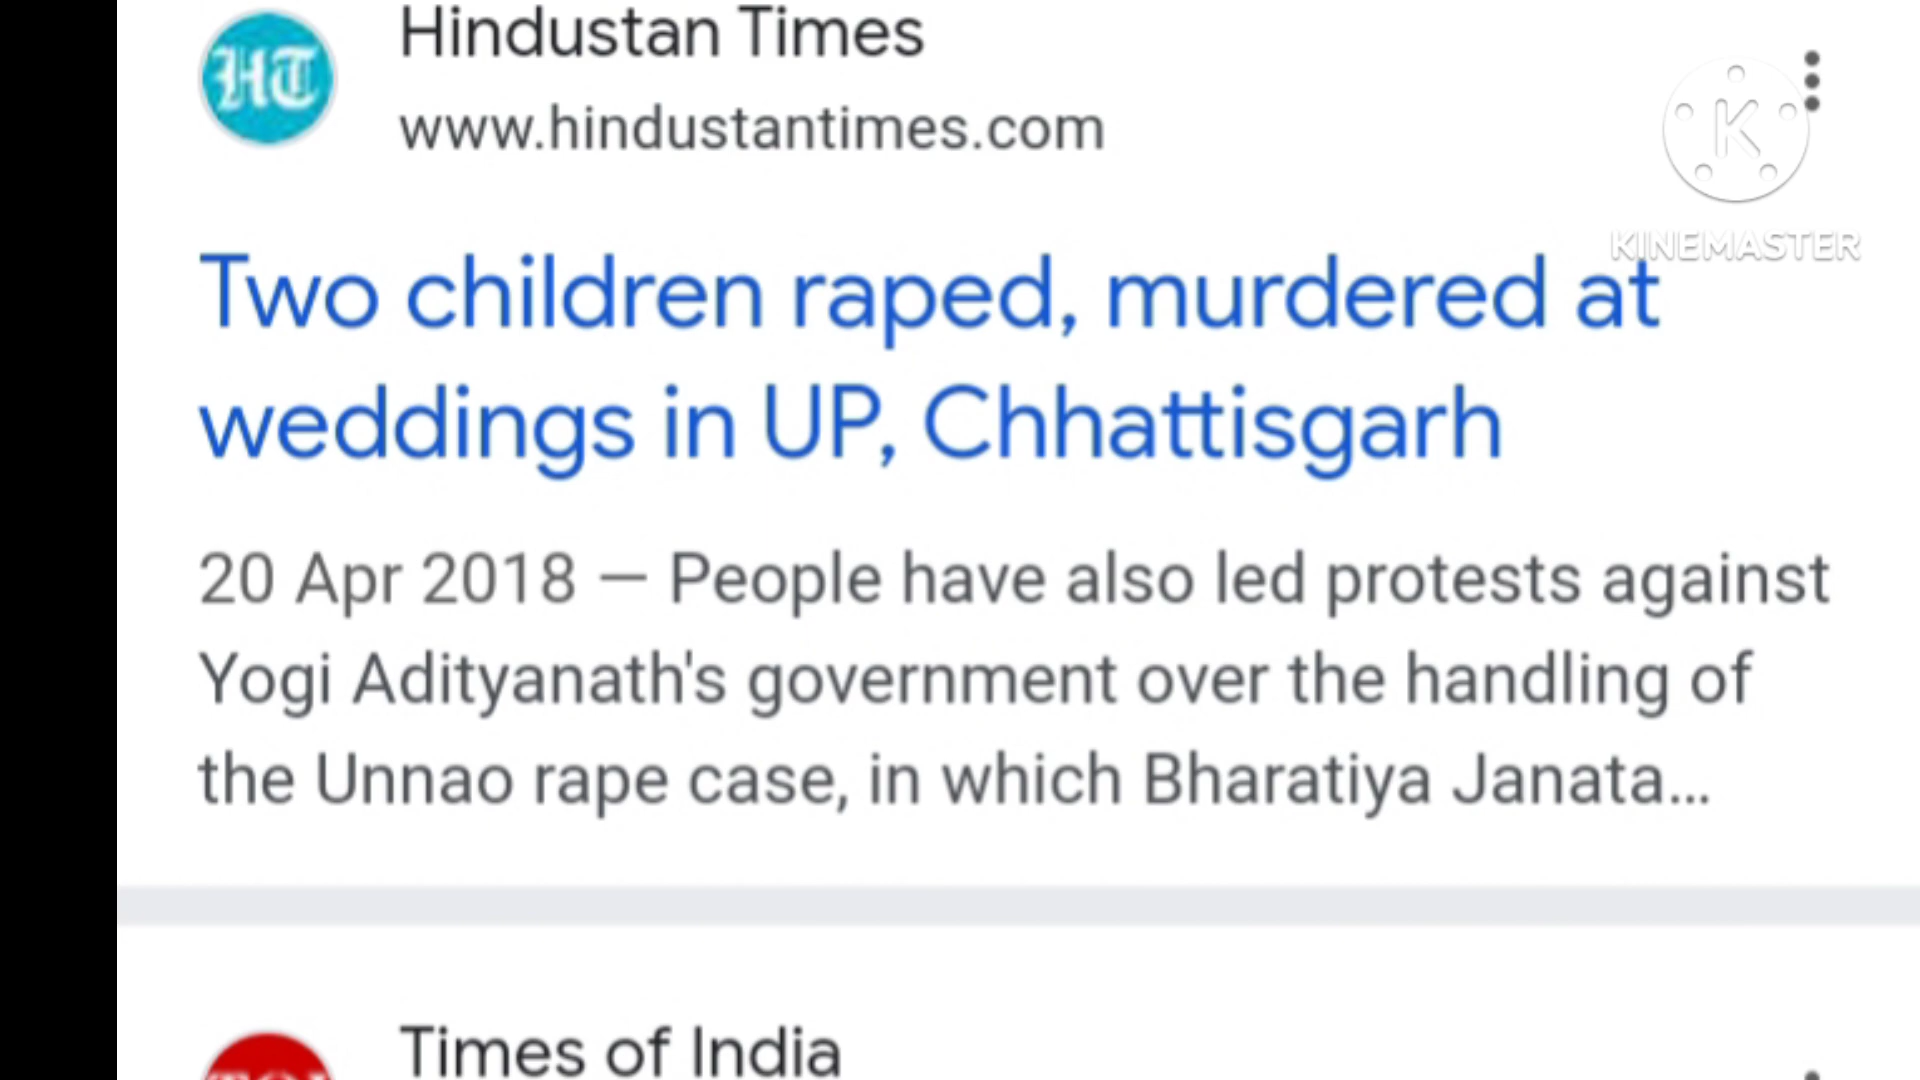 HT
Hindustan Times
www.hindustantimes.com
K
KINEMASTER
Two children raped, murdered at
weddings in UP, Chhattisgarh
20 Apr 2018 — People have also led protests against
Yogi Adityanath's government over the handling of
the Unnao rape case, in which Bharatiya Janata...
Times of India